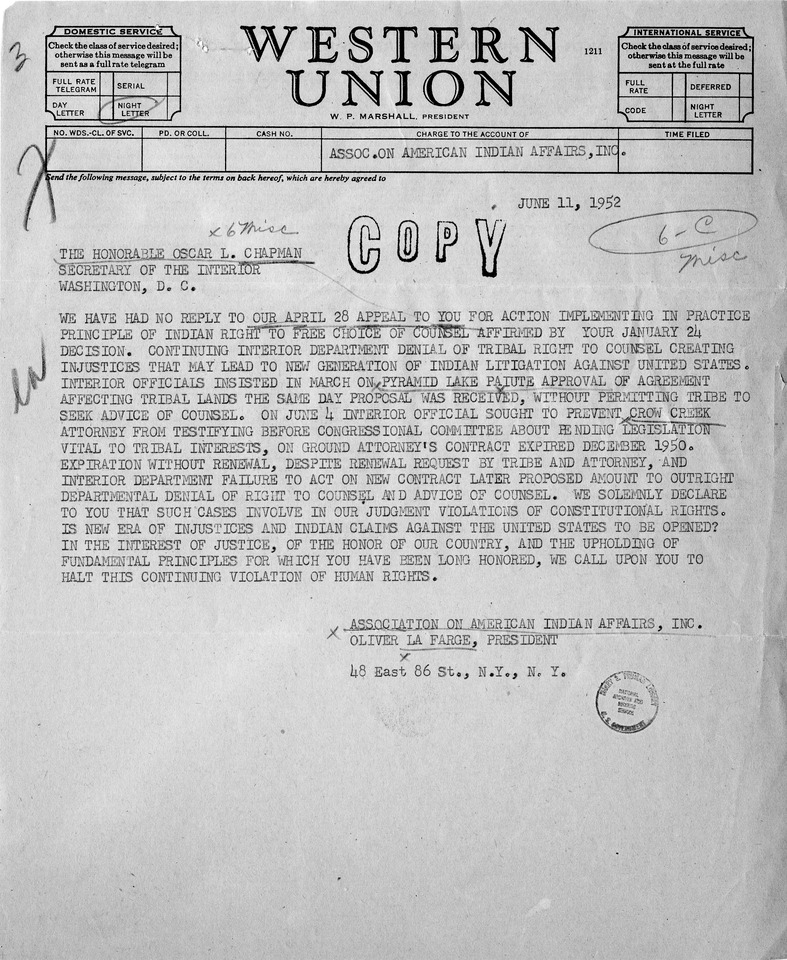 3
DOMESTIC SERVICE
Check the class of service desired;
otherwise this message will be
sent as a full rate telegram
FULL RATE TELEGRAM SERIAL
DAY LETTER NIGHT LETTER
WESTERN
UNION
1211
W. P. MARSHALL, PRESIDENT
INTERNATIONAL SERVICE
Check the class of service desired;
otherwise this message will be
sent at the full rate
FULL RATE DEFERRED
CODE NIGHT LETTER
NO. WDS.-CL. OF SVC. PD. OR COLL. CASH NO. CHARGE TO THE ACCOUNT OF TIME FILED
ASSOC.ON AMERICAN INDIAN AFFAIRS,INC.
Send the following message, subject to the terms on back hereof, which are hereby agreed to
JUNE 11, 1952
x6 Misc
COPY
6-C
Misc
THE HONORABLE OSCAR L. CHAPMAN
SECRETARY OF THE INTERIOR
WASHINGTON, D. C.
WE HAVE HAD NO REPLY TO OUR APRIL 28 APPEAL TO YOU FOR ACTION IMPLEMENTING IN PRACTICE
PRINCIPLE OF INDIAN RIGHT TO FREE CHOICE OF COUNSEL AFFIRMED BY YOUR JANUARY 24
DECISION. CONTINUING INTERIOR DEPARTMENT DENIAL OF TRIBAL RIGHT TO COUNSEL CREATING
INJUSTICES THAT MAY LEAD TO NEW GENERATION OF INDIAN LITIGATION AGAINST UNITED STATES.
INTERIOR OFFICIALS INSISTED IN MARCH ON PYRAMID LAKE PAIUTE APPROVAL OF AGREEMENT
AFFECTING TRIBAL LANDS THE SAME DAY PROPOSAL WAS RECEIVED, WITHOUT PERMITTING TRIBE TO
SEEK ADVICE OF COUNSEL. ON JUNE 4 INTERIOR OFFICIAL SOUGHT TO PREVENT CROW CREEK
ATTORNEY FROM TESTIFYING BEFORE CONGRESSIONAL COMMITTEE ABOUT PENDING LEGISLATION
VITAL TO TRIBAL INTERESTS, ON GROUND ATTORNEY'S CONTRACT EXPIRED DECEMBER 1950.
EXPIRATION WITHOUT RENEWAL, DESPITE RENEWAL REQUEST BY TRIBE AND ATTORNEY, AND
INTERIOR DEPARTMENT FAILURE TO ACT ON NEW CONTRACT LATER PROPOSED AMOUNT TO OUTRIGHT
DEPARTMENTAL DENIAL OF RIGHT TO COUNSEL AND ADVICE OF COUNSEL. WE SOLEMNLY DECLARE
TO YOU THAT SUCH CASES INVOLVE IN OUR JUDGMENT VIOLATIONS OF CONSTITUTIONAL RIGHTS.
IS NEW ERA OF INJUSTICES AND INDIAN CLAIMS AGAINST THE UNITED STATES TO BE OPENED?
IN THE INTEREST OF JUSTICE, OF THE HONOR OF OUR COUNTRY, AND THE UPHOLDING OF
FUNDAMENTAL PRINCIPLES FOR WHICH YOU HAVE BEEN LONG HONORED, WE CALL UPON YOU TO
HALT THIS CONTINUING VIOLATION OF HUMAN RIGHTS.
ASSOCIATION ON AMERICAN INDIAN AFFAIRS, INC.
OLIVER LA FARGE, PRESIDENT
48 East 86 St., N.Y., N. Y.
HARRY S. TRUMAN LIBRARY
NATIONAL
ARCHIVES AND
RECORDS
SERVICE
U. S. GOVERNMENT